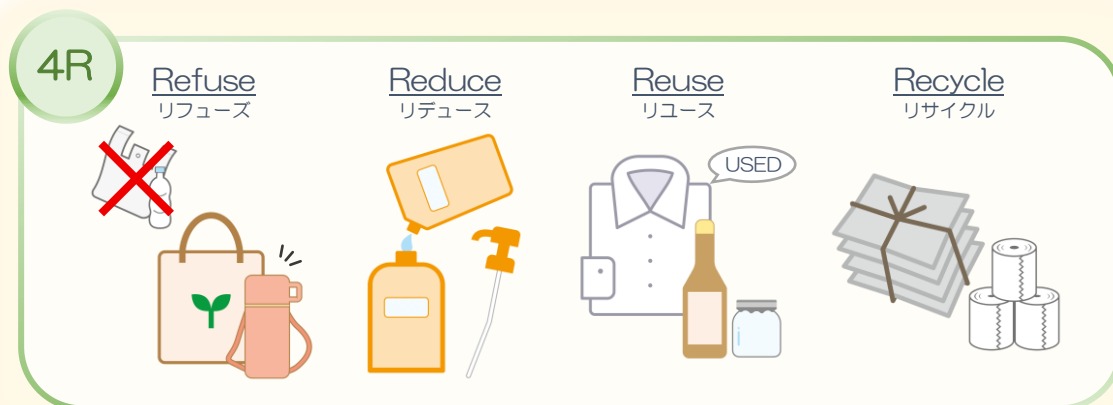 4R
Refuse
リフューズ
Reduce
リデュース
Reuse
リユース
USED
Recycle
リサイクル